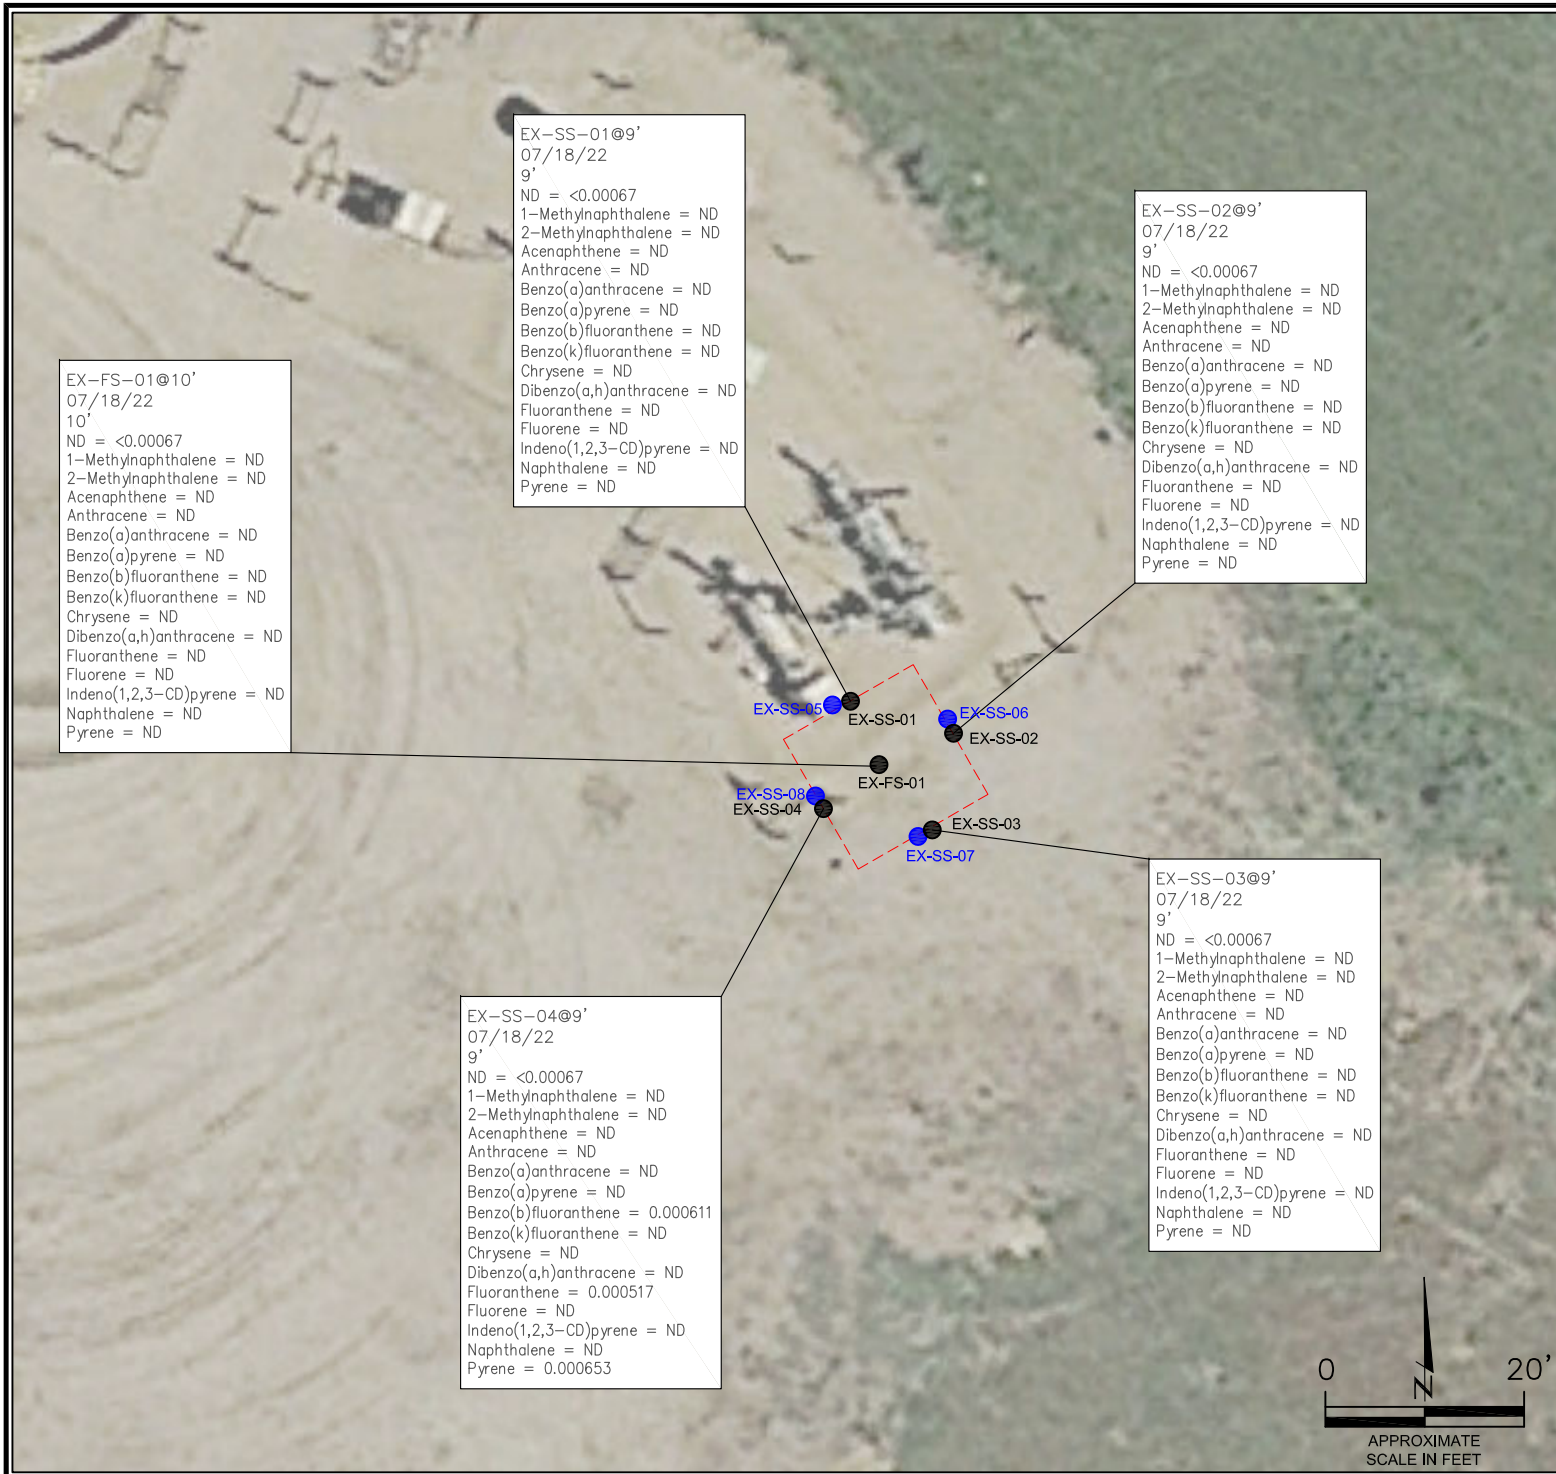 EX-SS-01@9'
07/18/22
9'
ND = <0.00067
1-Methylnaphthalene = ND
2-Methylnaphthalene = ND
Acenaphthene = ND
Anthracene = ND
Benzo(a)anthracene = ND
Benzo(a)pyrene = ND
Benzo(b)fluoranthene = ND
Benzo(k)fluoranthene = ND
Chrysene = ND
Dibenzo(a,h)anthracene = ND
Fluoranthene = ND
Fluorene = ND
Indeno(1,2,3-CD)pyrene = ND
Naphthalene = ND
Pyrene = ND
EX-SS-02@9'
07/18/22
9'
ND = <0.00067
1-Methylnaphthalene = ND
2-Methylnaphthalene = ND
Acenaphthene = ND
Anthracene = ND
Benzo(a)anthracene = ND
Benzo(a)pyrene = ND
Benzo(b)fluoranthene = ND
Benzo(k)fluoranthene = ND
Chrysene = ND
Dibenzo(a,h)anthracene = ND
Fluoranthene = ND
Fluorene = ND
Indeno(1,2,3-CD)pyrene = ND
Naphthalene = ND
Pyrene = ND
EX-FS-01@10'
07/18/22
10'
ND = <0.00067
1-Methylnaphthalene = ND
2-Methylnaphthalene = ND
Acenaphthene = ND
Anthracene = ND
Benzo(a)anthracene = ND
Benzo(a)pyrene = ND
Benzo(b)fluoranthene = ND
Benzo(k)fluoranthene = ND
Chrysene = ND
Dibenzo(a,h)anthracene = ND
Fluoranthene = ND
Fluorene = ND
Indeno(1,2,3-CD)pyrene = ND
Naphthalene = ND
Pyrene = ND
EX-SS-05
EX-SS-01
EX-SS-06
EX-SS-02
EX-FS-01
EX-SS-08
EX-SS-04
EX-SS-03
EX-SS-07
EX-SS-03@9'
07/18/22
9'
ND = <0.00067
1-Methylnaphthalene = ND
2-Methylnaphthalene = ND
Acenaphthene = ND
Anthracene = ND
Benzo(a)anthracene = ND
Benzo(a)pyrene = ND
Benzo(b)fluoranthene = ND
Benzo(k)fluoranthene = ND
Chrysene = ND
Dibenzo(a,h)anthracene = ND
Fluoranthene = ND
Fluorene = ND
Indeno(1,2,3-CD)pyrene = ND
Naphthalene = ND
Pyrene = ND
EX-SS-04@9'
07/18/22
9'
ND = <0.00067
1-Methylnaphthalene = ND
2-Methylnaphthalene = ND
Acenaphthene = ND
Anthracene = ND
Benzo(a)anthracene = ND
Benzo(a)pyrene = ND
Benzo(b)fluoranthene = 0.000611
Benzo(k)fluoranthene = ND
Chrysene = ND
Dibenzo(a,h)anthracene = ND
Fluoranthene = 0.000517
Fluorene = ND
Indeno(1,2,3-CD)pyrene = ND
Naphthalene = ND
Pyrene = 0.000653
0 N 20'
APPROXIMATE
SCALE IN FEET